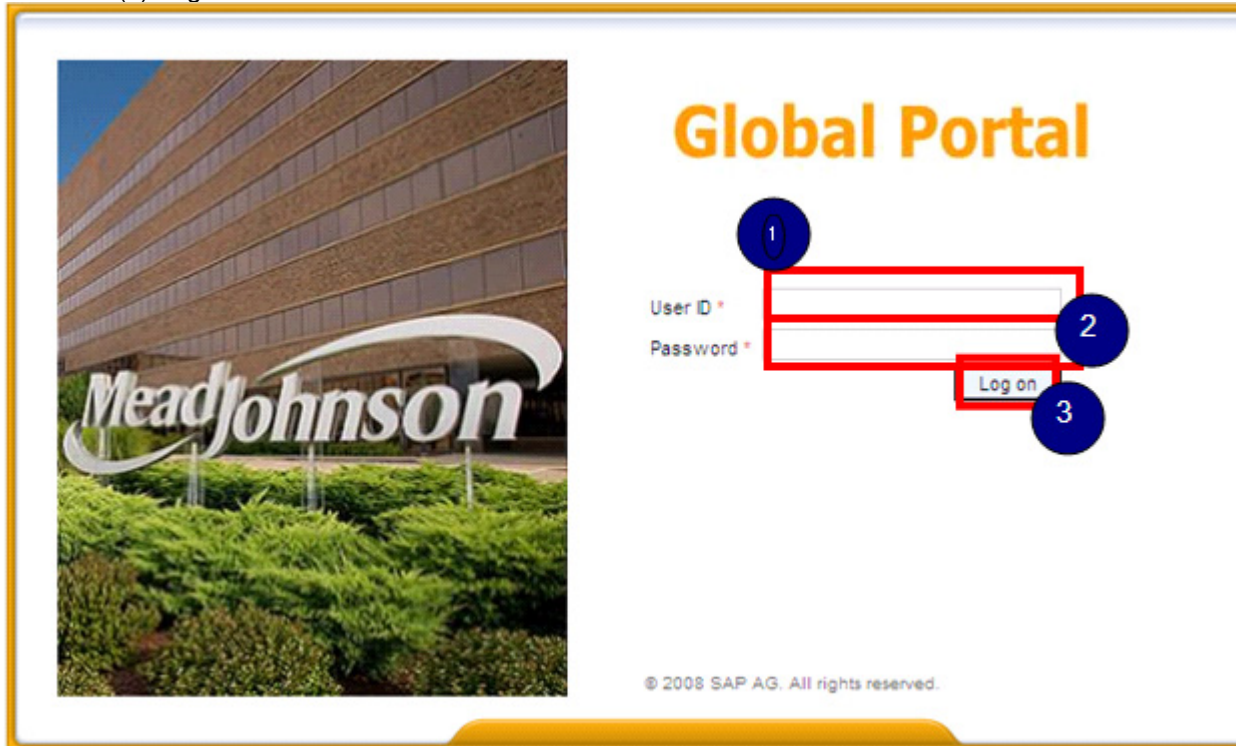 Global Portal
1
User ID *
2
Password *
Log on
3
MeadJohnson
© 2008 SAP AG. All rights reserved.